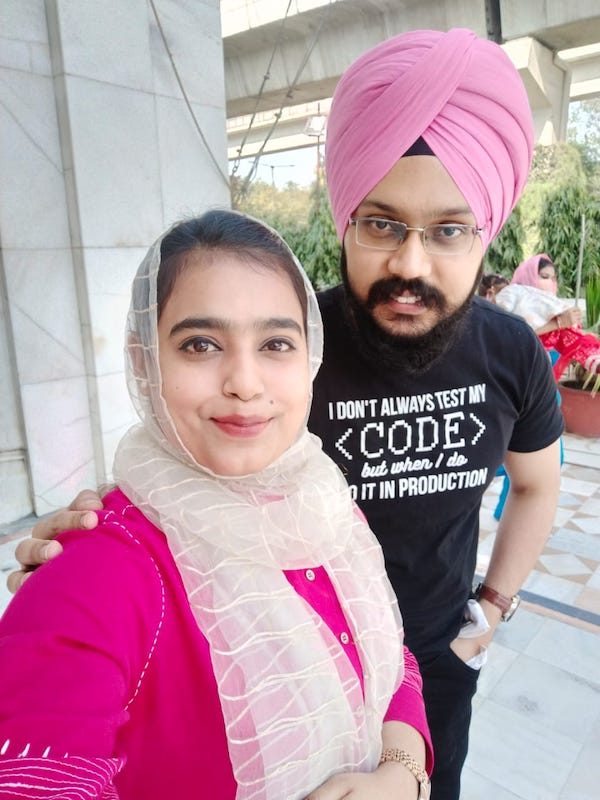 I DON'T ALWAYS TEST MY
<CODE>
but when I do
O IT IN PRODUCTION